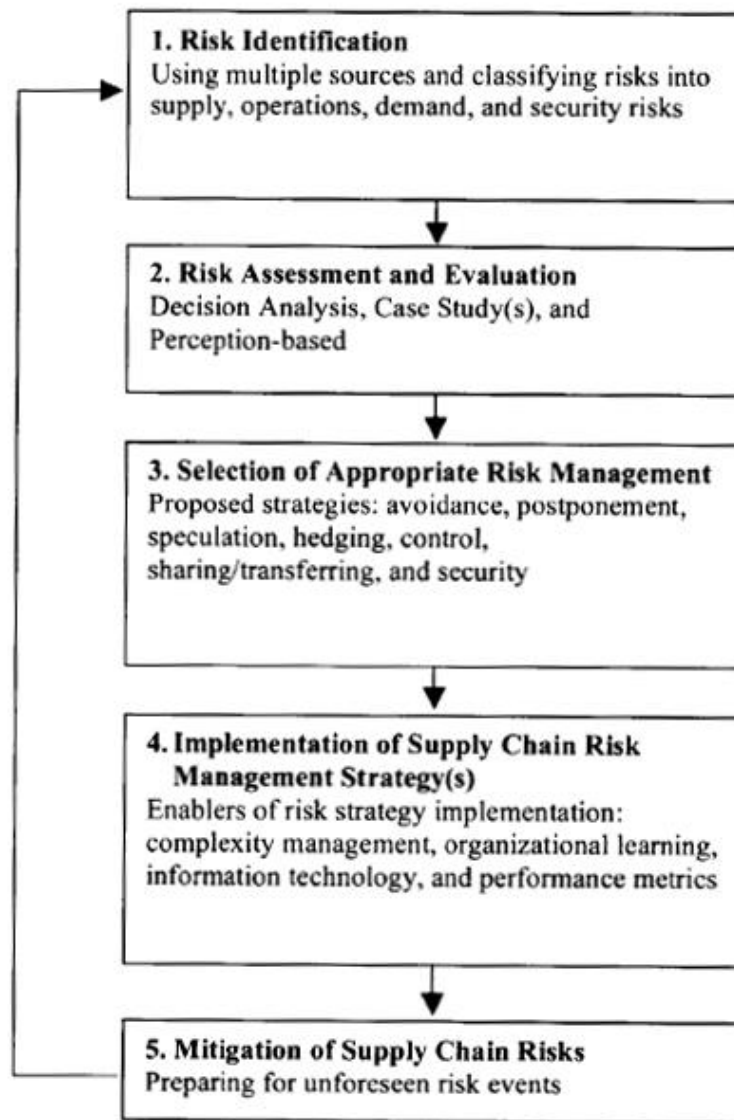 1. Risk Identification
Using multiple sources and classifying risks into
supply, operations, demand, and security risks
2. Risk Assessment and Evaluation
Decision Analysis, Case Study(s), and
Perception-based
3. Selection of Appropriate Risk Management
Proposed strategies: avoidance, postponement,
speculation, hedging, control,
sharing/transferring, and security
4. Implementation of Supply Chain Risk
Management Strategy(s)
Enablers of risk strategy implementation:
complexity management, organizational learning,
information technology, and performance metrics
5. Mitigation of Supply Chain Risks
Preparing for unforeseen risk events